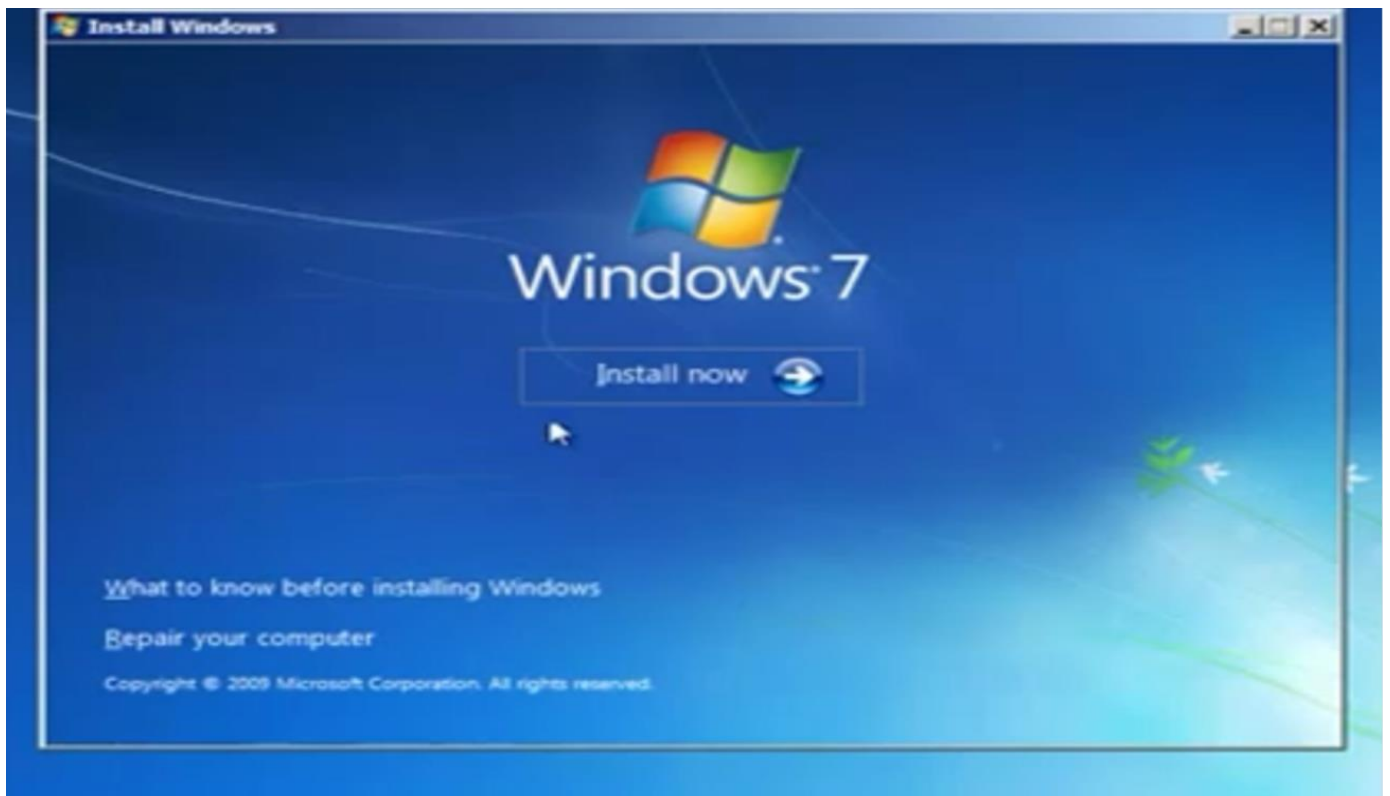 Install Windows
Windows 7
Install now
What to know before installing Windows
Repair your computer
Copyright © 2009 Microsoft Corporation. All rights reserved.